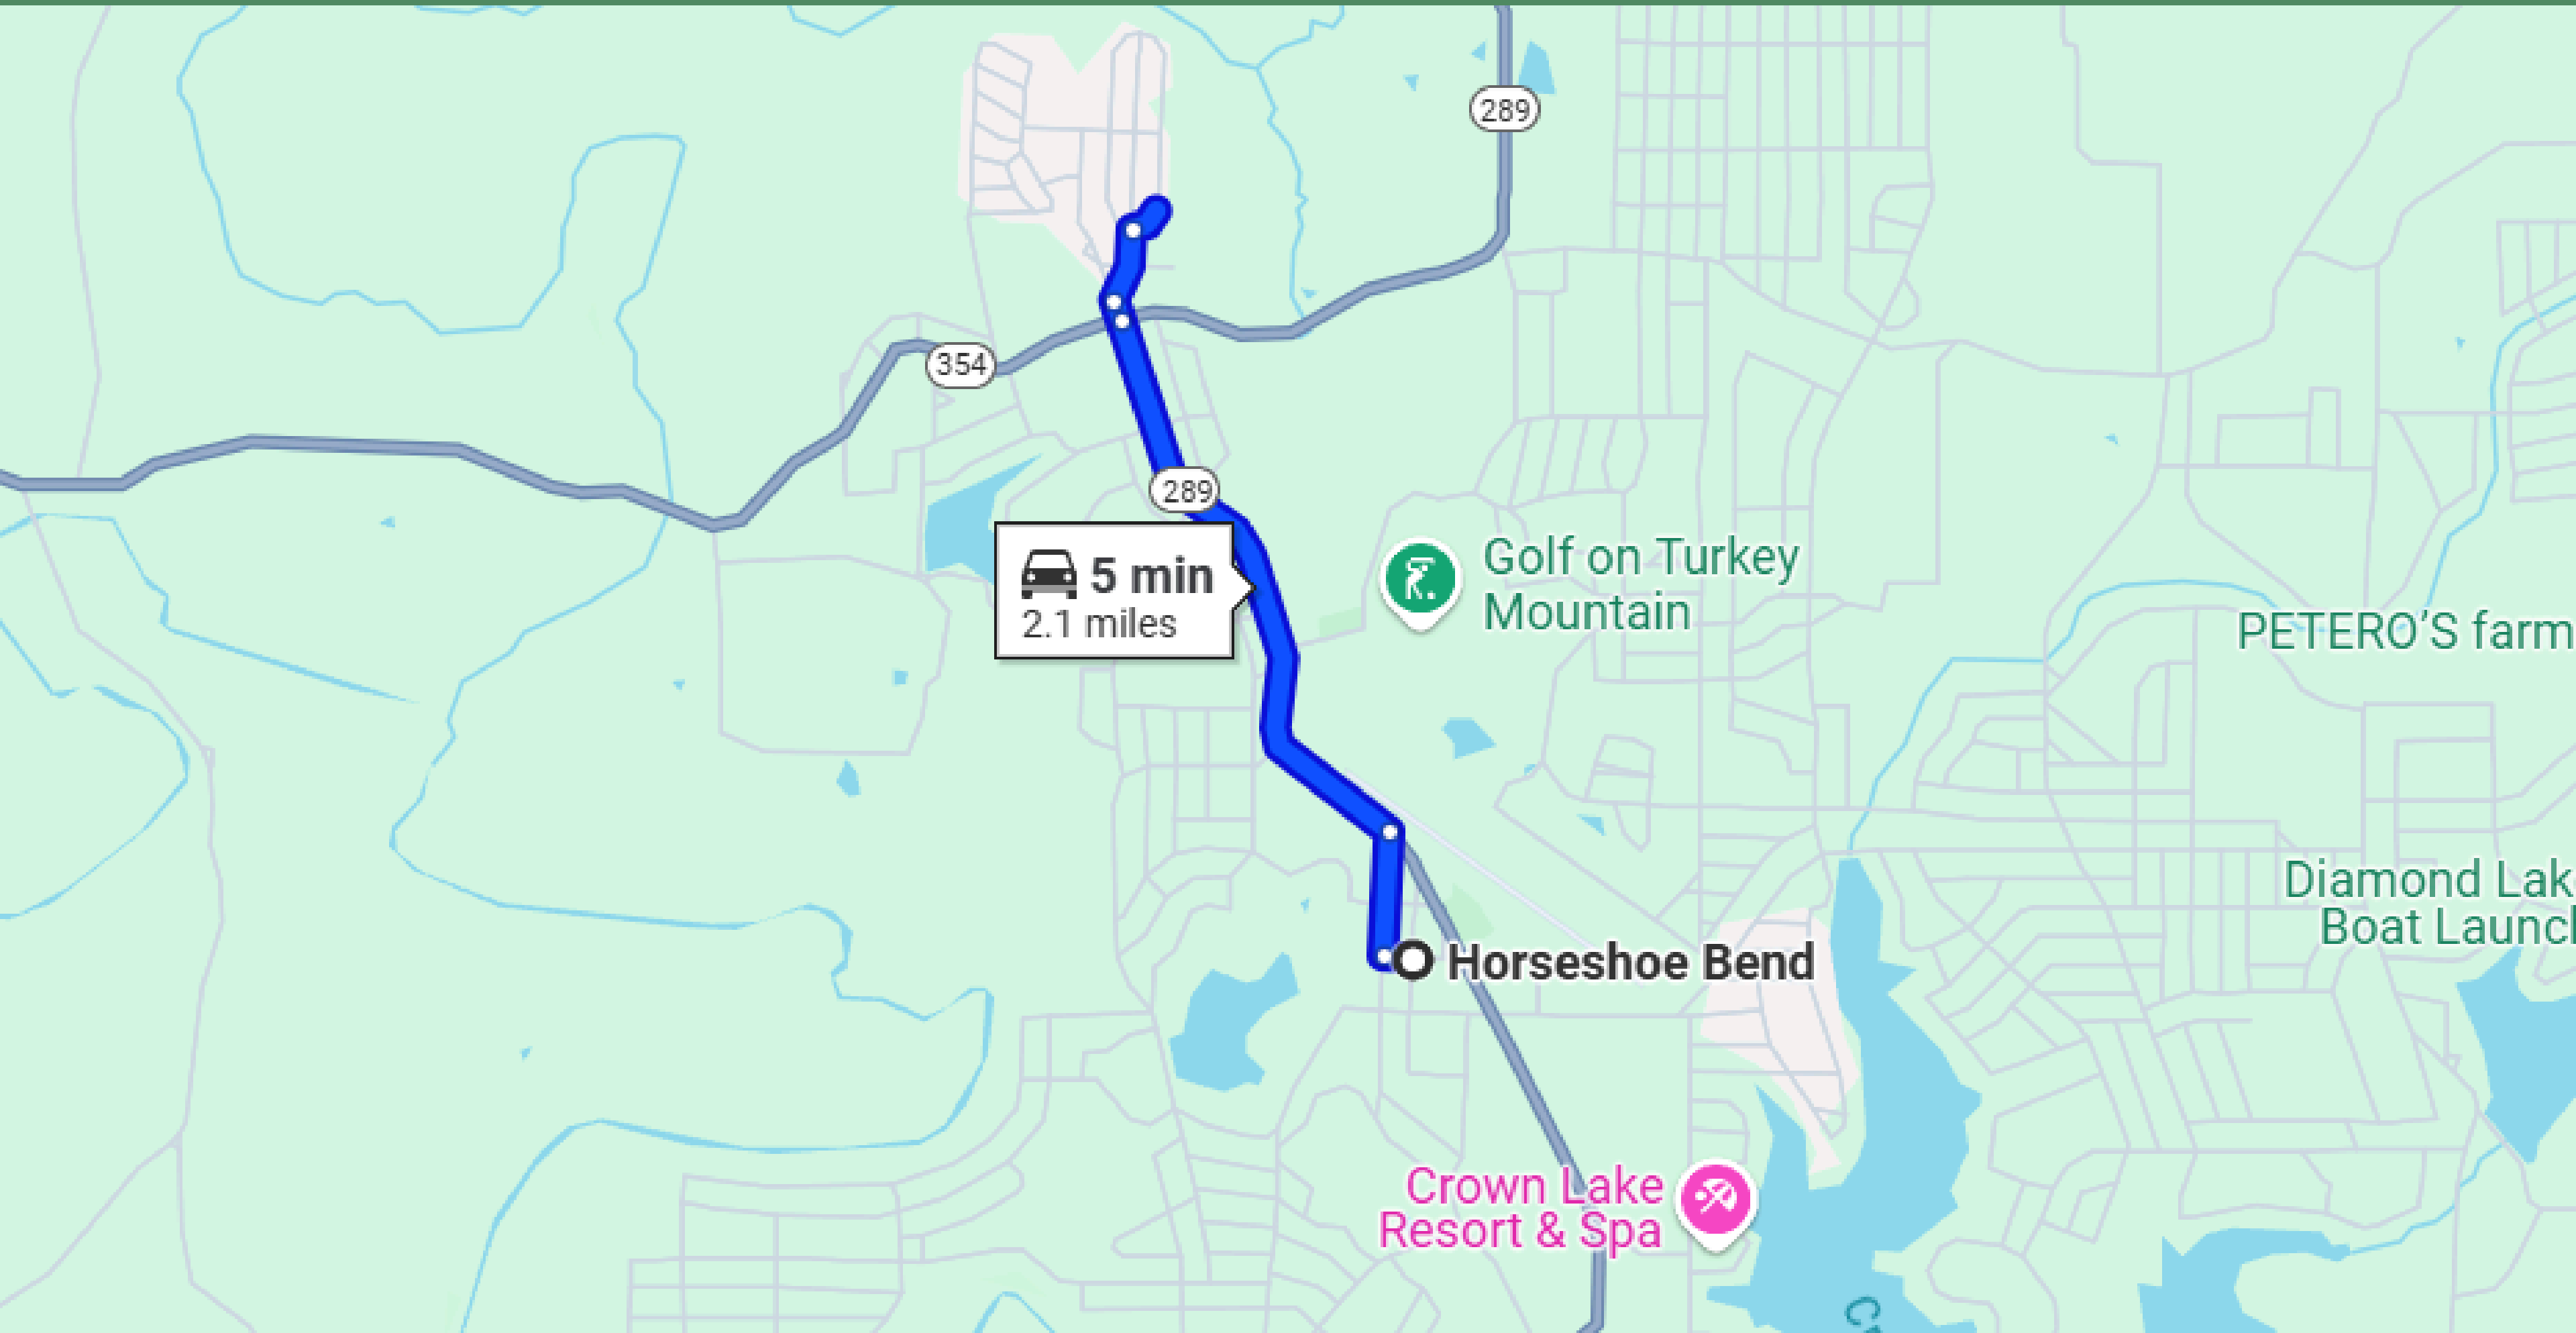 289
354
289
5 min
2.1 miles
Golf on Turkey
Mountain
PETERO'S farm
Diamond Lak
Boat Launc
Horseshoe Bend
Crown Lake
Resort & Spa